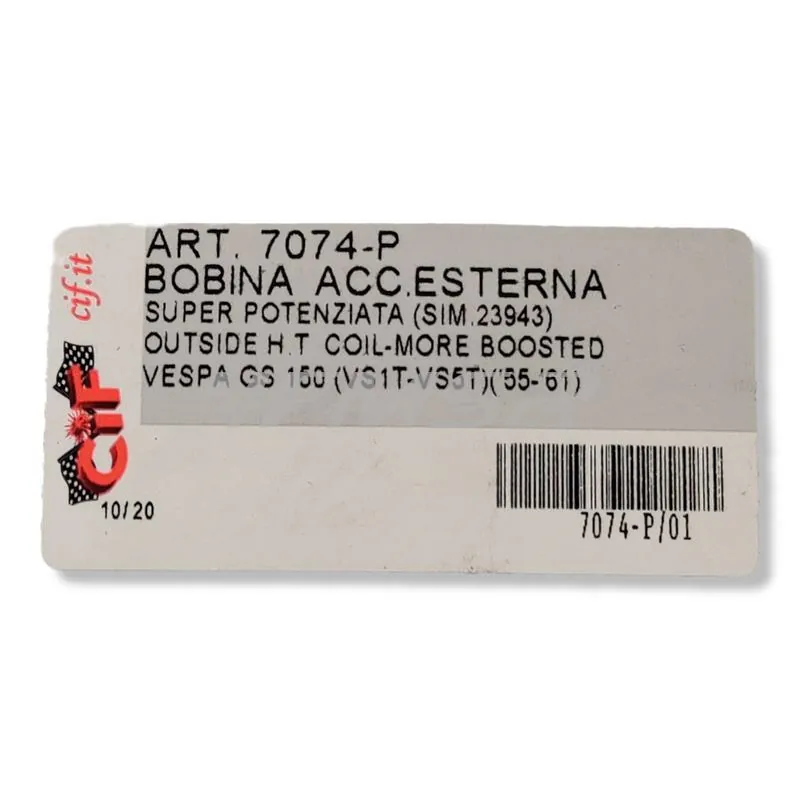 cif.it
CIF
ART. 7074-P
BOBINA ACC.ESTERNA
SUPER POTENZIATA (SIM.23943)
OUTSIDE H.T COIL-MORE BOOSTED
VESPA GS 150 (VS1T-VS5T)('55-'61)
10/20
7074-P/01